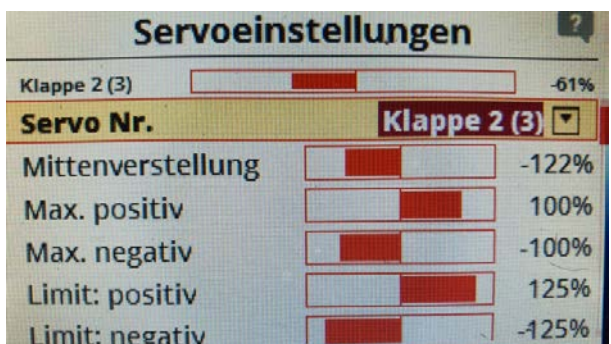 Servoeinstellungen ?
Klappe 2 (3) -61%
Servo Nr. Klappe 2 (3)
Mittenverstellung -122%
Max. positiv 100%
Max. negativ -100%
Limit: positiv 125%
Limit: negativ -125%